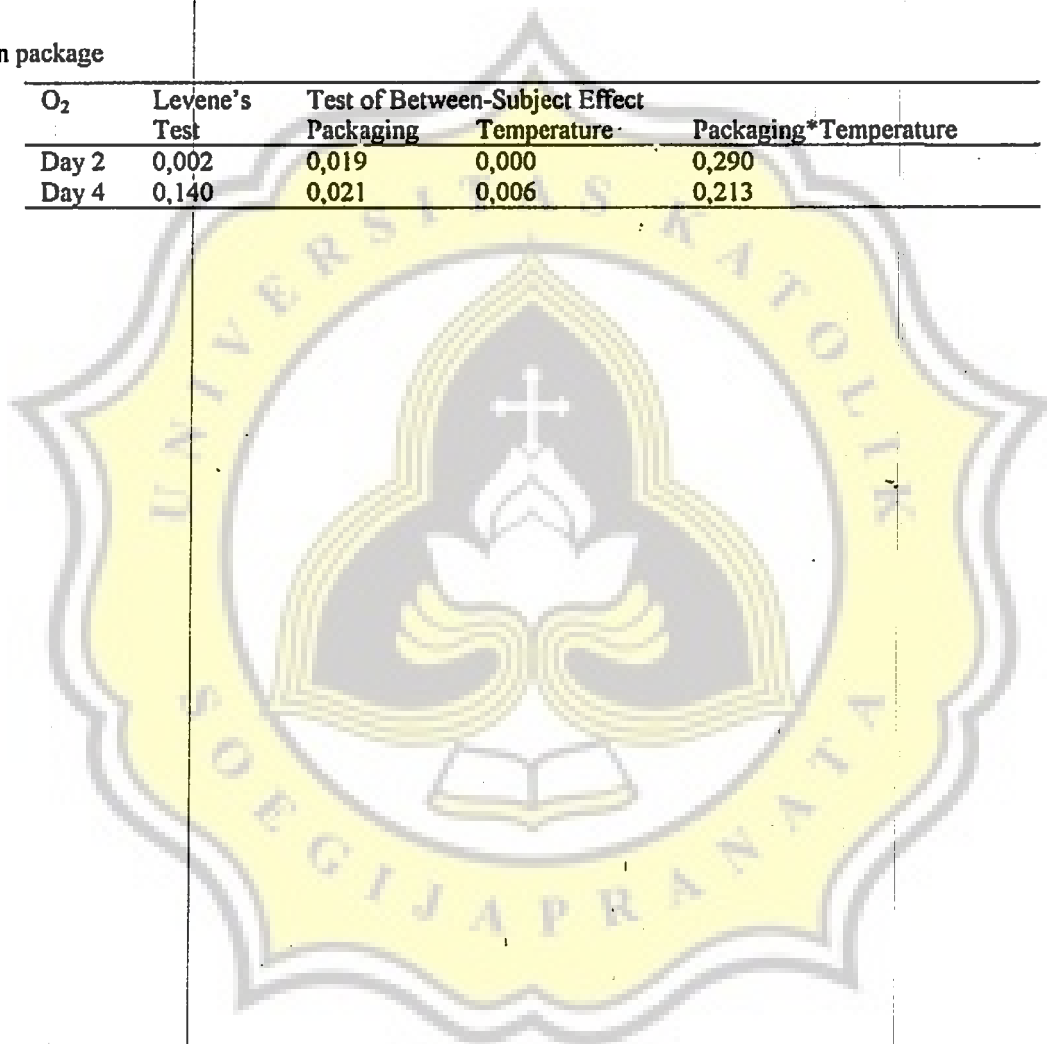 n package
O₂ Levene's Test of Between-Subject Effect
Test Packaging Temperature Packaging*Temperature
Day 2 0,002 0,019 0,000 0,290
Day 4 0,140 0,021 0,006 0,213
UNIVERSITAS KATOLIK
SOEGIJAPRANATA